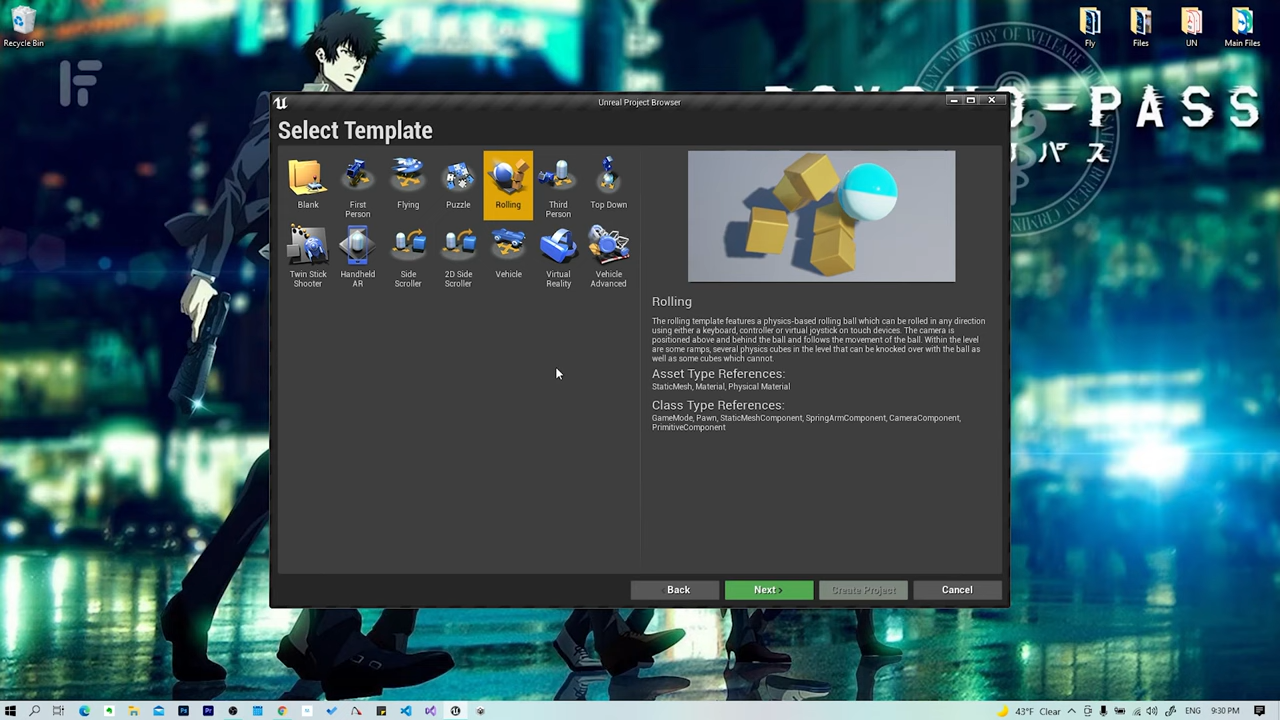 Recycle Bin
Fly
Files
UN
Main Files
Unreal Project Browser
Select Template
Blank
First
Person
Flying
Puzzle
Rolling
Third
Person
Top Down
Twin Stick
Shooter
Handheld
AR
Side
Scroller
2D Side
Scroller
Vehicle
Virtual
Reality
Vehicle
Advanced
Rolling
The rolling template features a physics-based rolling ball which can be rolled in any direction
using either a keyboard, controller or virtual joystick on touch devices. The camera is
positioned above and behind the ball and follows the movement of the ball. Within the level
are some ramps, several physics cubes in the level that can be knocked over with the ball as
well as some cubes which cannot.
Asset Type References:
StaticMesh, Material, Physical Material
Class Type References:
GameMode, Pawn, StaticMeshComponent, SpringArmComponent, CameraComponent,
PrimitiveComponent
Back
Next >
Create Project
Cancel
PASS
パス
43°F Clear
ENG
9:30 PM